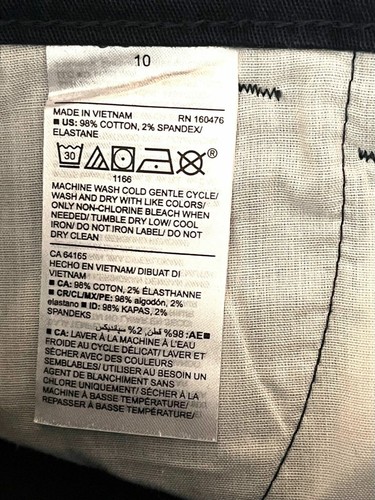 10
MADE IN VIETNAM RN 160476
■ US: 98% COTTON, 2% SPANDEX/
ELASTANE
30 ®
1166
MACHINE WASH COLD GENTLE CYCLE/
WASH AND DRY WITH LIKE COLORS/
ONLY NON-CHLORINE BLEACH WHEN
NEEDED/ TUMBLE DRY LOW/ COOL
IRON/ DO NOT IRON LABEL/ DO NOT
DRY CLEAN
CA 64165
HECHO EN VIETNAM/ DIBUAT DI
VIETNAM
■ CA: 98% COTON, 2% ÉLASTHANNE
■ CR/CL/MX/PE: 98% algodón, 2%
elastano ■ ID: 98% KAPAS, 2%
SPANDEKS
■ AE: 98% قطن, 2% سپاندیکس
■ CA: LAVER À LA MACHINE À L'EAU
FROIDE AU CYCLE DÉLICAT/ LAVER ET
SÉCHER AVEC DES COULEURS
SEMBLABLES/ UTILISER AU BESOIN UN
AGENT DE BLANCHIMENT SANS
CHLORE UNIQUEMENT/ SÉCHER À LA
MACHINE À BASSE TEMPÉRATURE/
REPASSER À BASSE TEMPÉRATURE/